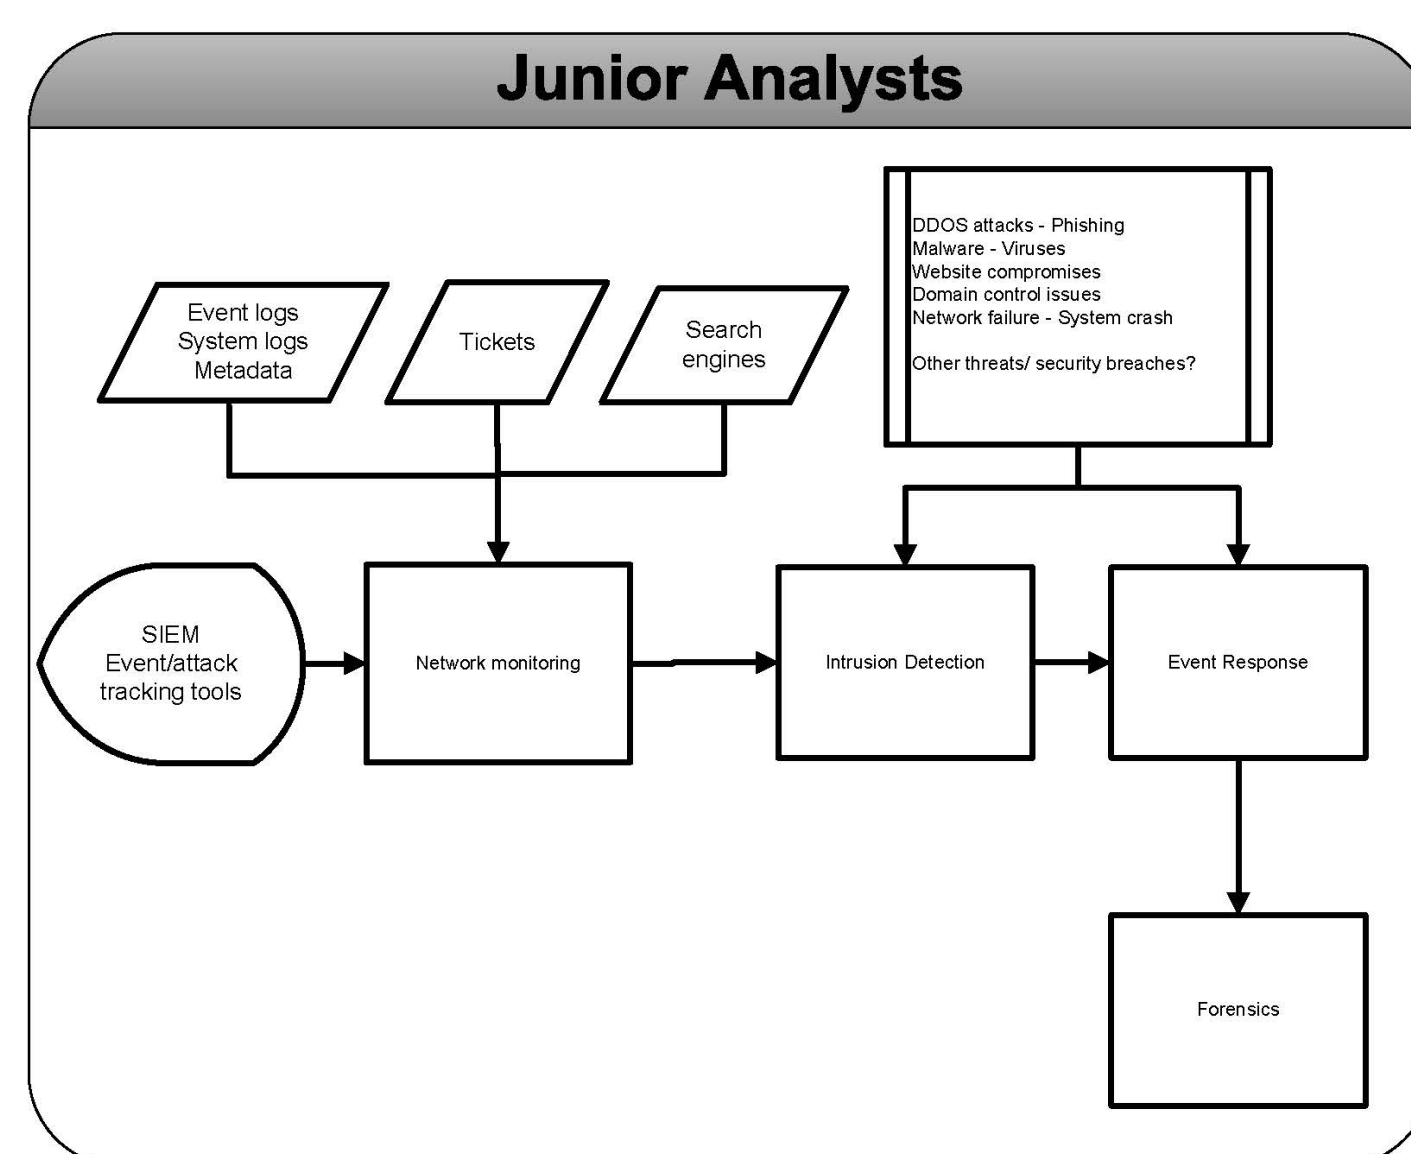 Junior Analysts
DDOS attacks - Phishing
Malware - Viruses
Website compromises
Domain control issues
Network failure - System crash
Other threats/ security breaches?
Event logs
System logs
Metadata
Tickets
Search
engines
SIEM
Event/attack
tracking tools
Network monitoring
Intrusion Detection
Event Response
Forensics